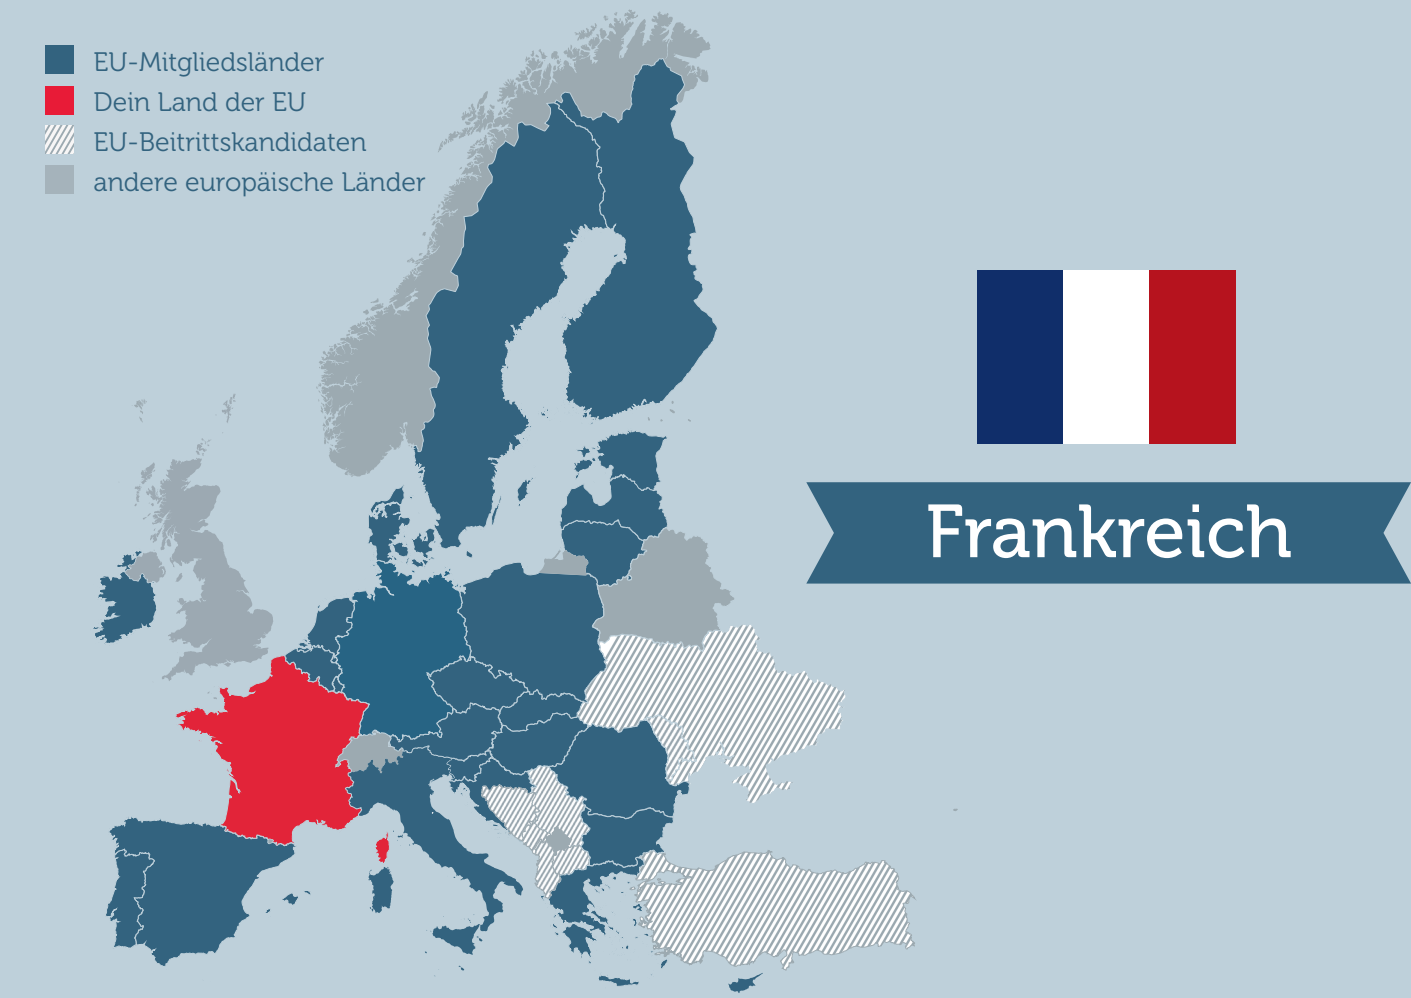 EU-Mitgliedsländer
Dein Land der EU
EU-Beitrittskandidaten
andere europäische Länder
Frankreich